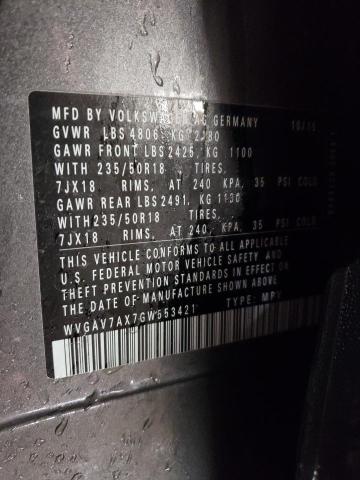 MFD BY VOLKSWAGEN AG GERMANY 10/15
GVWR LBS 4806, KG 2180
GAWR FRONT LBS 2425, KG 1100
WITH 235/50R18 TIRES,
7JX18 RIMS, AT 240 KPA, 35 PSI COLD
GAWR REAR LBS 2491, KG 1130
WITH 235/50R18 TIRES,
7JX18 RIMS, AT 240, KPA, 35 PSI COLD
THIS VEHICLE CONFORMS TO ALL APPLICABLE
U.S. FEDERAL MOTOR VEHICLE SAFETY AND
THEFT PREVENTION STANDARDS IN EFFECT ON
THE DATE OF MANUFACTURE SHOWN ABOVE.
WVGAV7AX7GW553421 TYPE: MPV